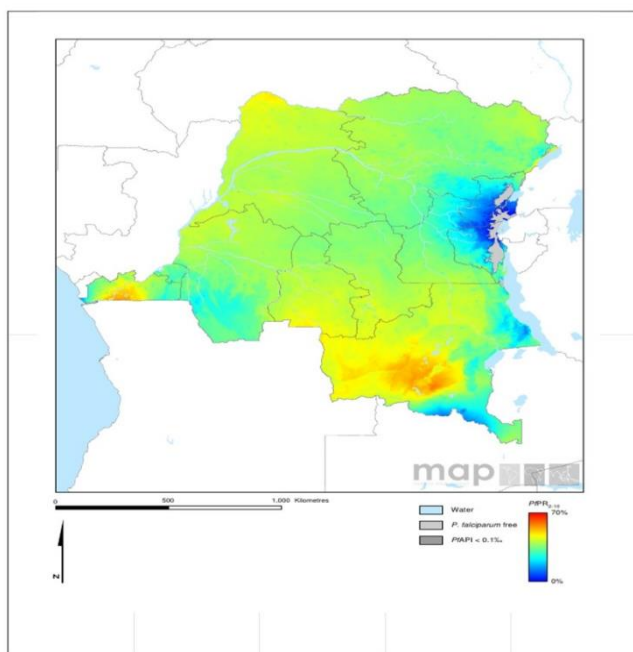 map
0 500 1,000 Kilometres
Water
P. falciparum free
PfAPI < 0.1‰
PfPR2-10
70%
0%
N